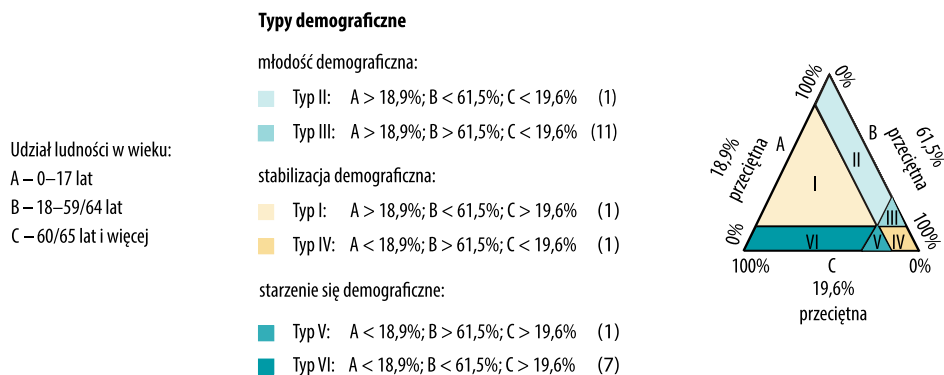 Typy demograficzne
młodość demograficzna:
Typ II: A > 18,9%; B < 61,5%; C < 19,6% (1)
Typ III: A > 18,9%; B > 61,5%; C < 19,6% (11)
Udział ludności w wieku:
A – 0–17 lat
B – 18–59/64 lat
C – 60/65 lat i więcej
stabilizacja demograficzna:
Typ I: A > 18,9%; B < 61,5%; C > 19,6% (1)
Typ IV: A < 18,9%; B > 61,5%; C < 19,6% (1)
starzenie się demograficzne:
Typ V: A < 18,9%; B > 61,5%; C > 19,6% (1)
Typ VI: A < 18,9%; B < 61,5%; C > 19,6% (7)
100%
0%
A
B
18,9%
przeciętna
61,5%
przeciętna
II
I
III
0%
100%
VI
V
IV
100%
C
0%
19,6%
przeciętna